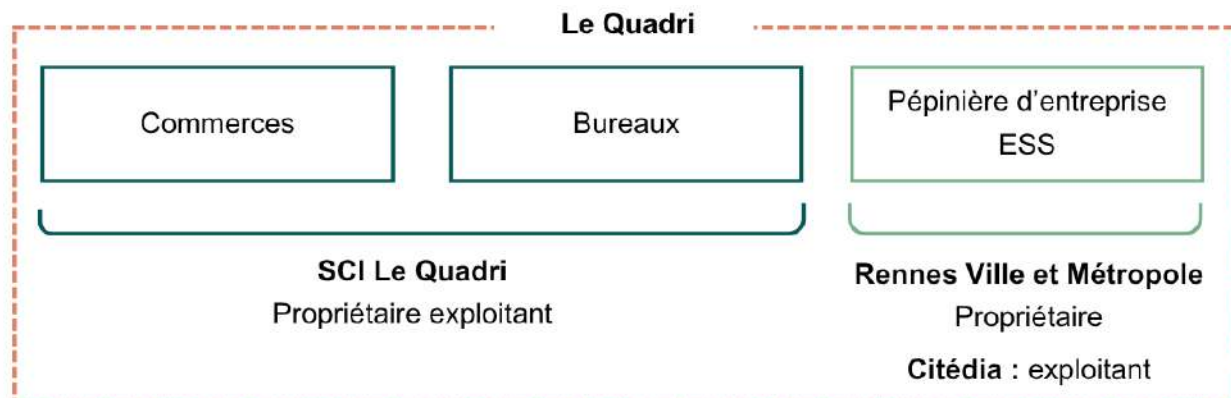 Le Quadri
Commerces
Bureaux
Pépinière d'entreprise
ESS
SCI Le Quadri
Propriétaire exploitant
Rennes Ville et Métropole
Propriétaire
Citédia : exploitant